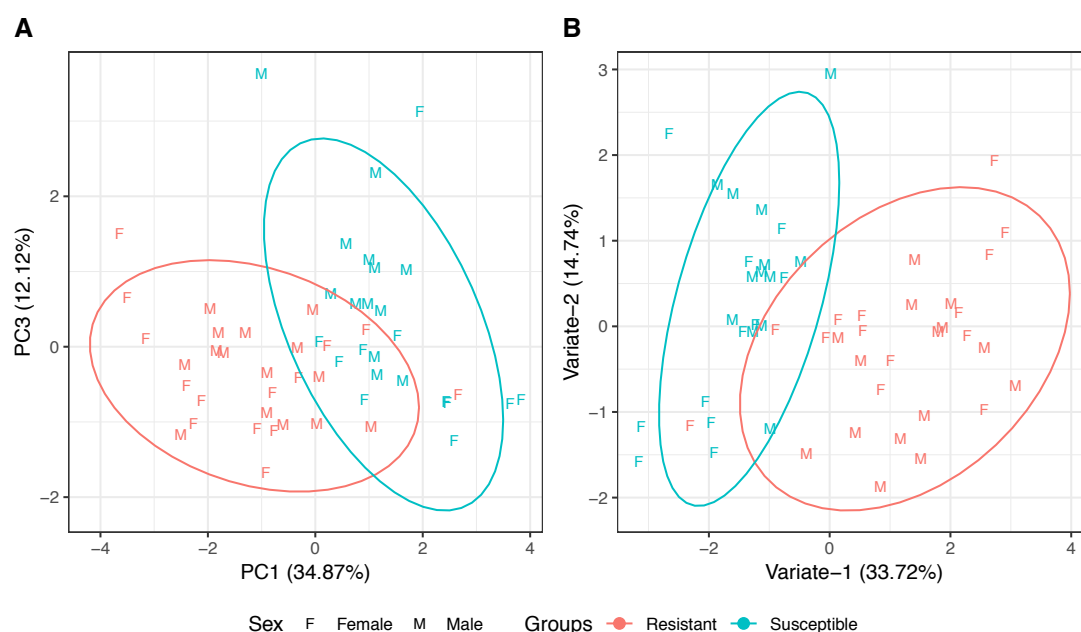 A
B
PC3 (12.12%)
2
0
−2
−4
−2
0
2
4
PC1 (34.87%)
Variate−2 (14.74%)
3
2
1
0
−1
−2
−2
0
2
4
Variate−1 (33.72%)
Sex F Female M Male Groups Resistant Susceptible